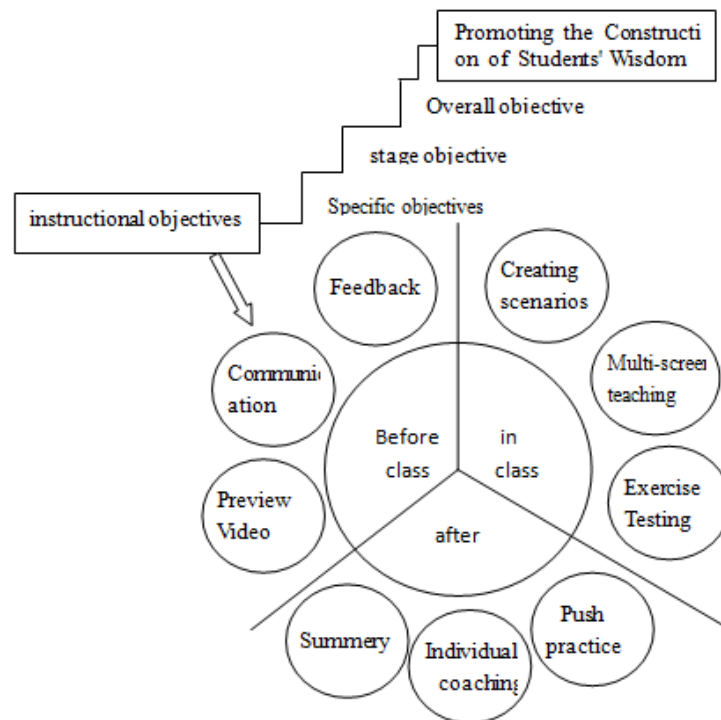 Promoting the Constructi
on of Students' Wisdom
Overall objective
stage objective
Specific objectives
instructional objectives
Feedback
Creating
scenarios
Communic
ation
Multi-screen
teaching
Before
class
in
class
Preview
Video
Exercise
Testing
after
Summery
Individual
coaching
Push
practice